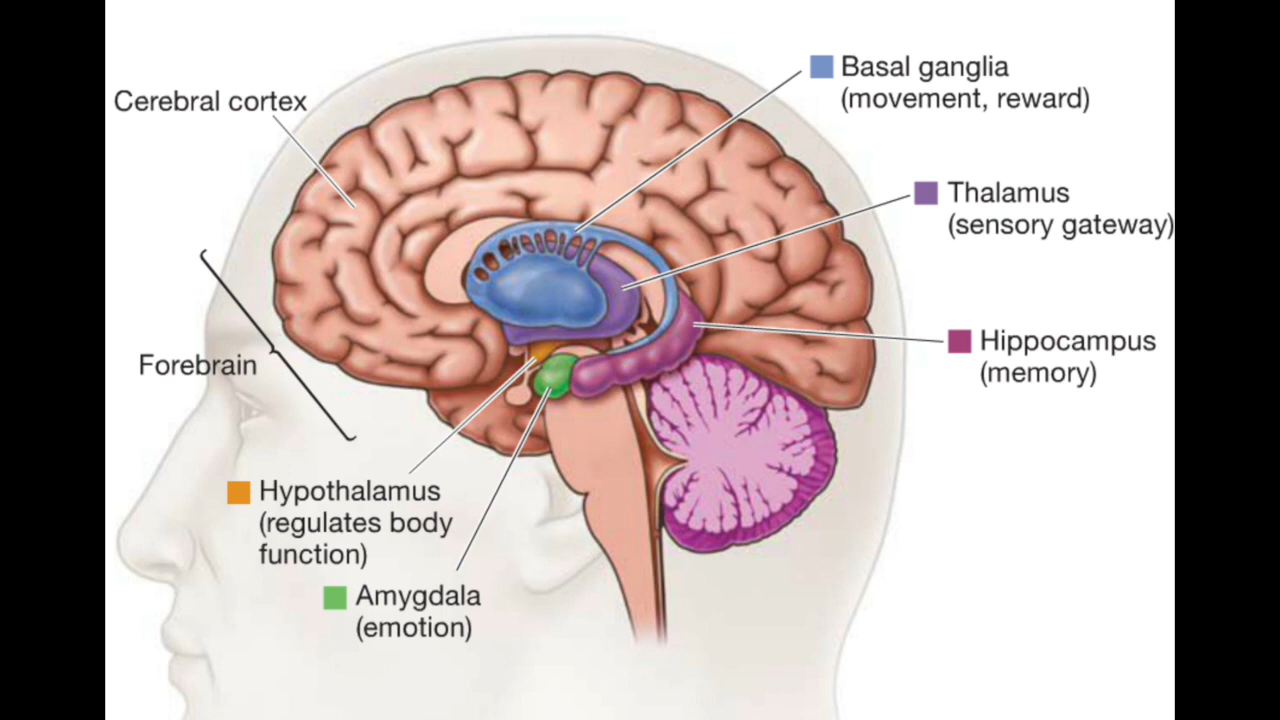 Basal ganglia
(movement, reward)
Cerebral cortex
Thalamus
(sensory gateway)
Hippocampus
(memory)
Forebrain
Hypothalamus
(regulates body
function)
Amygdala
(emotion)